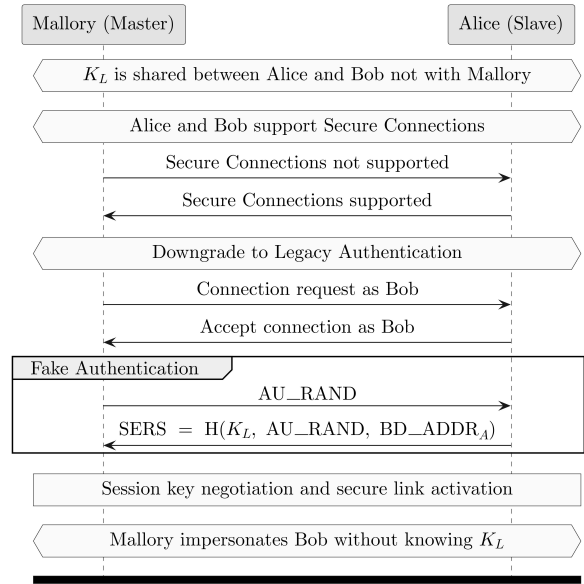 Mallory (Master)
Alice (Slave)
K_L is shared between Alice and Bob not with Mallory
Alice and Bob support Secure Connections
Secure Connections not supported
Secure Connections supported
Downgrade to Legacy Authentication
Connection request as Bob
Accept connection as Bob
Fake Authentication
AU_RAND
SERS = H(K_L, AU_RAND, BD_ADDR_A)
Session key negotiation and secure link activation
Mallory impersonates Bob without knowing K_L